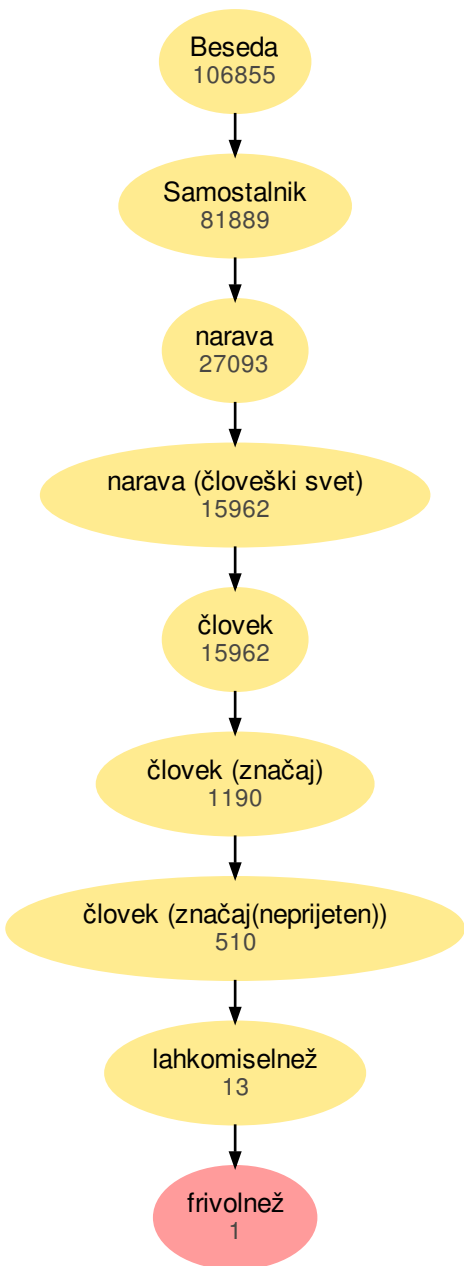 Beseda
106855
Samostalnik
81889
narava
27093
narava (človeški svet)
15962
človek
15962
človek (značaj)
1190
človek (značaj(neprijeten))
510
lahkomiselnež
13
frivolnež
1